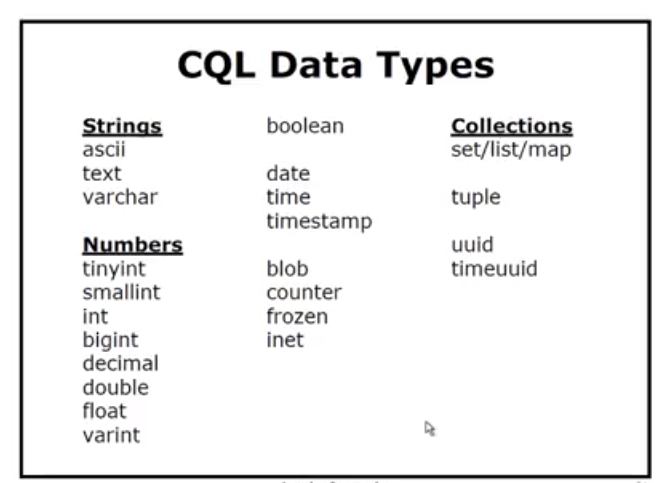 CQL Data Types
Strings
ascii
text
varchar
Numbers
tinyint
smallint
int
bigint
decimal
double
float
varint
boolean
date
time
timestamp
blob
counter
frozen
inet
Collections
set/list/map
tuple
uuid
timeuuid